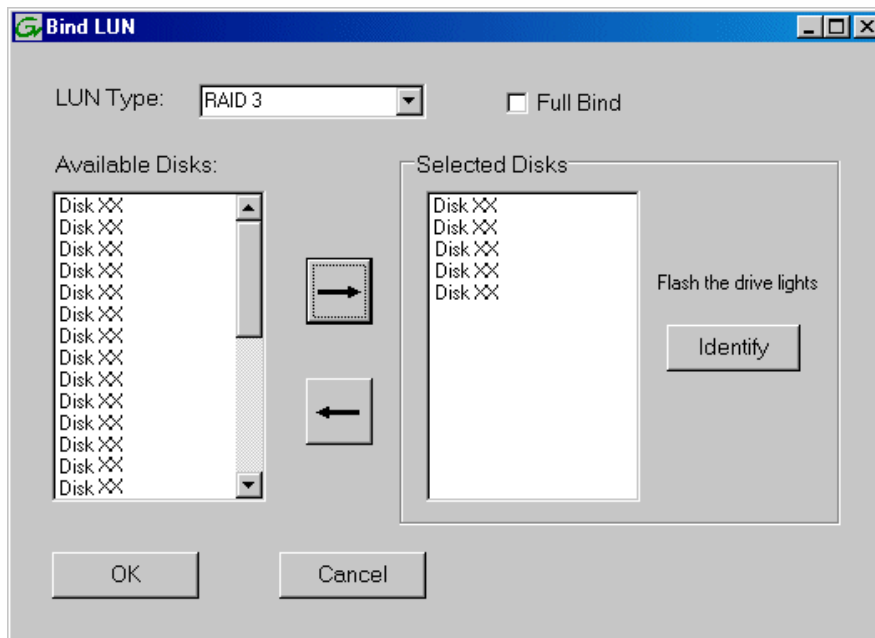 Bind LUN
LUN Type: RAID 3 Full Bind
Available Disks:
Disk XX
Disk XX
Disk XX
Disk XX
Disk XX
Disk XX
Disk XX
Disk XX
Disk XX
Disk XX
Disk XX
Disk XX
Disk XX
Disk XX
Selected Disks
Disk XX
Disk XX
Disk XX
Disk XX
Disk XX
Flash the drive lights
Identify
OK Cancel